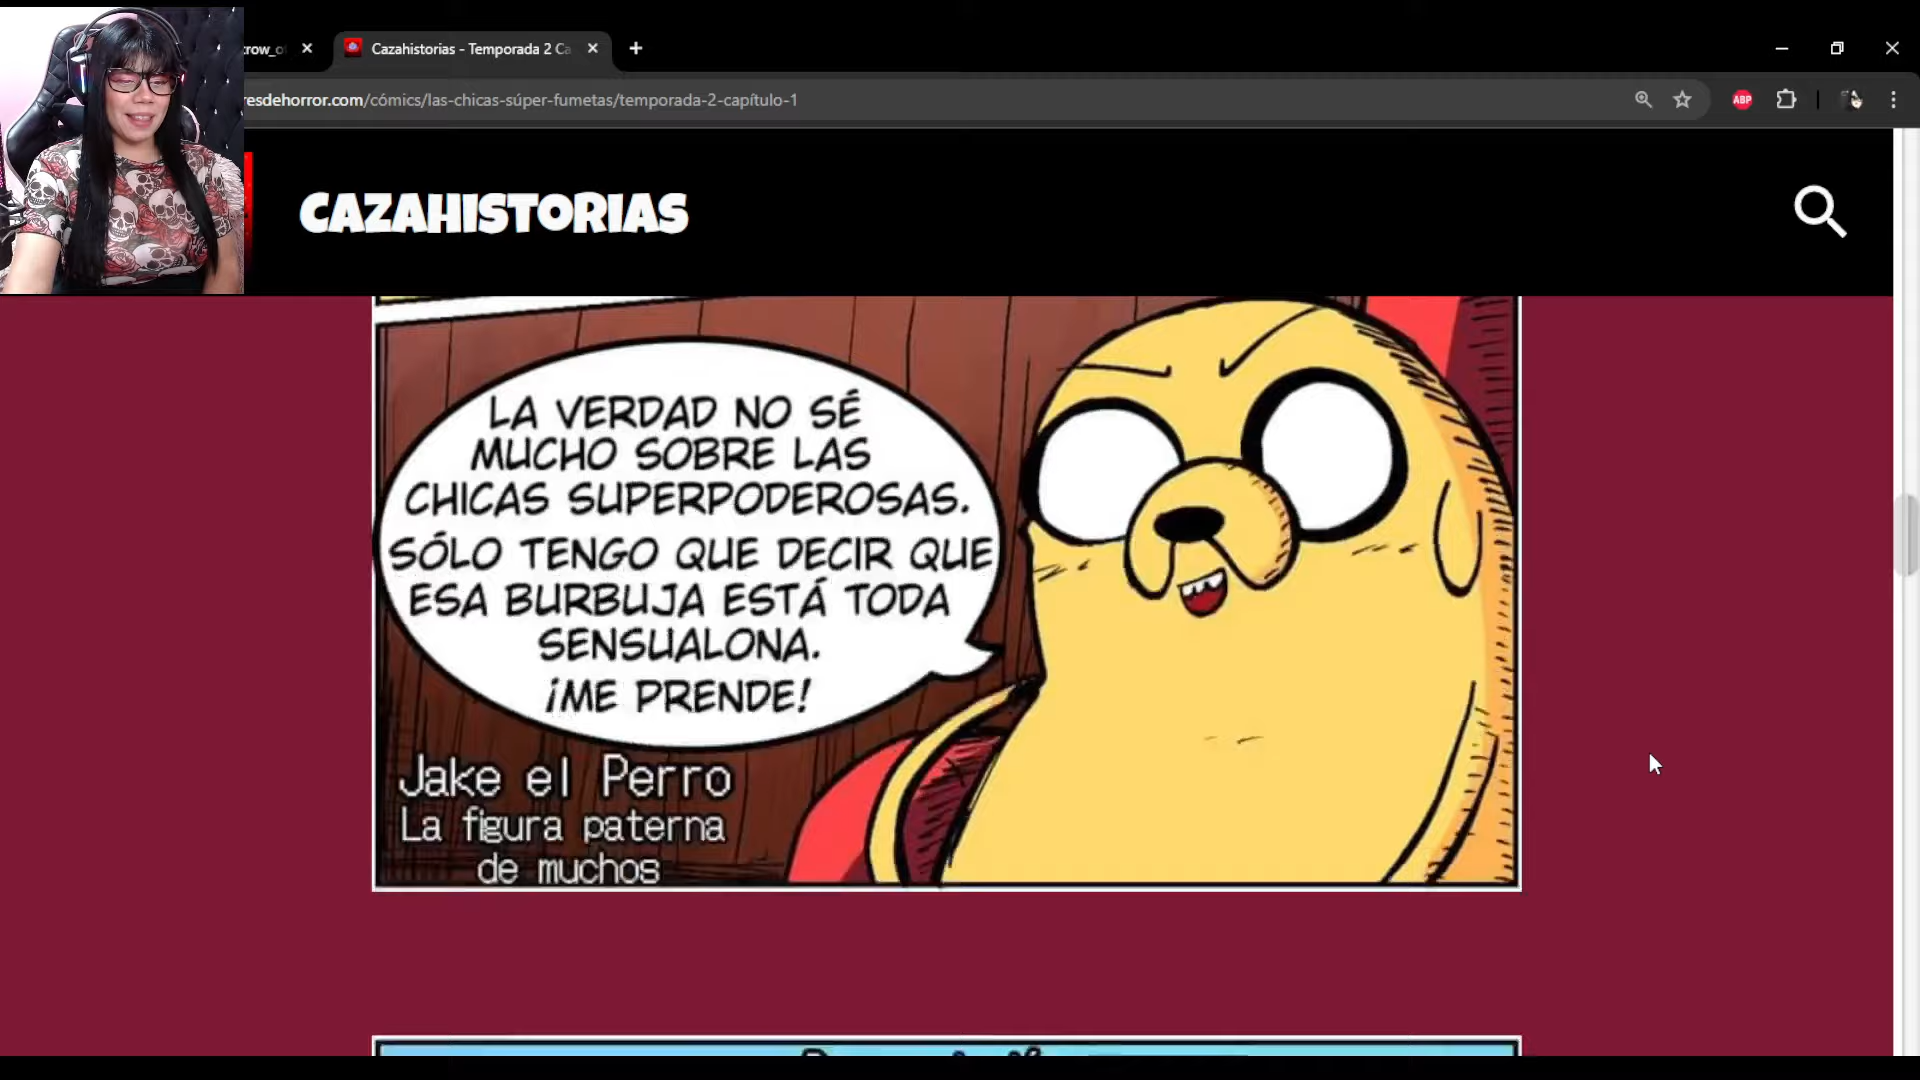 Cazahistorias - Temporada 2 Ca
resdehorror.com/cómics/las-chicas-súper-fumetas/temporada-2-capítulo-1
ABP
CAZAHISTORIAS
LA VERDAD NO SÉ
MUCHO SOBRE LAS
CHICAS SUPERPODEROSAS.
SÓLO TENGO QUE DECIR QUE
ESA BURBUJA ESTÁ TODA
SENSUALONA.
¡ME PRENDE!
Jake el Perro
La figura paterna
de muchos